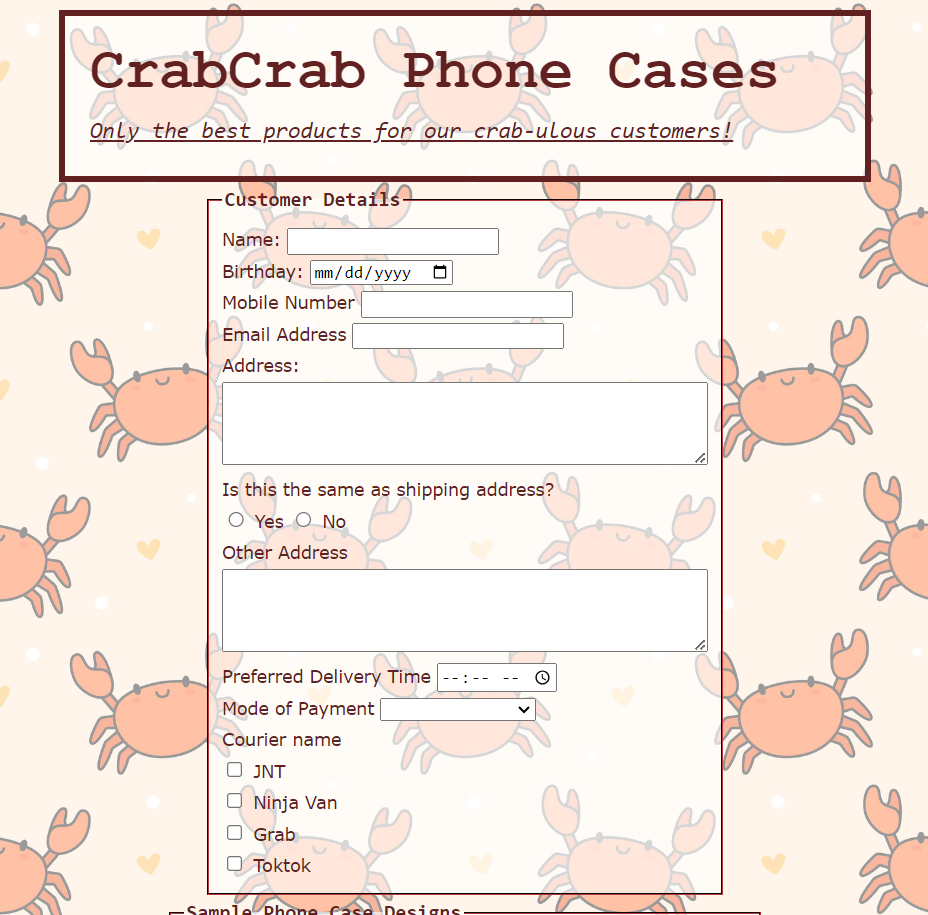 CrabCrab Phone Cases
Only the best products for our crab-ulous customers!
Customer Details
Name:
Birthday: mm/dd/yyyy
Mobile Number
Email Address
Address:
Is this the same as shipping address?
Yes No
Other Address
Preferred Delivery Time --:-- --
Mode of Payment
Courier name
JNT
Ninja Van
Grab
Toktok
Sample Phone Case Designs